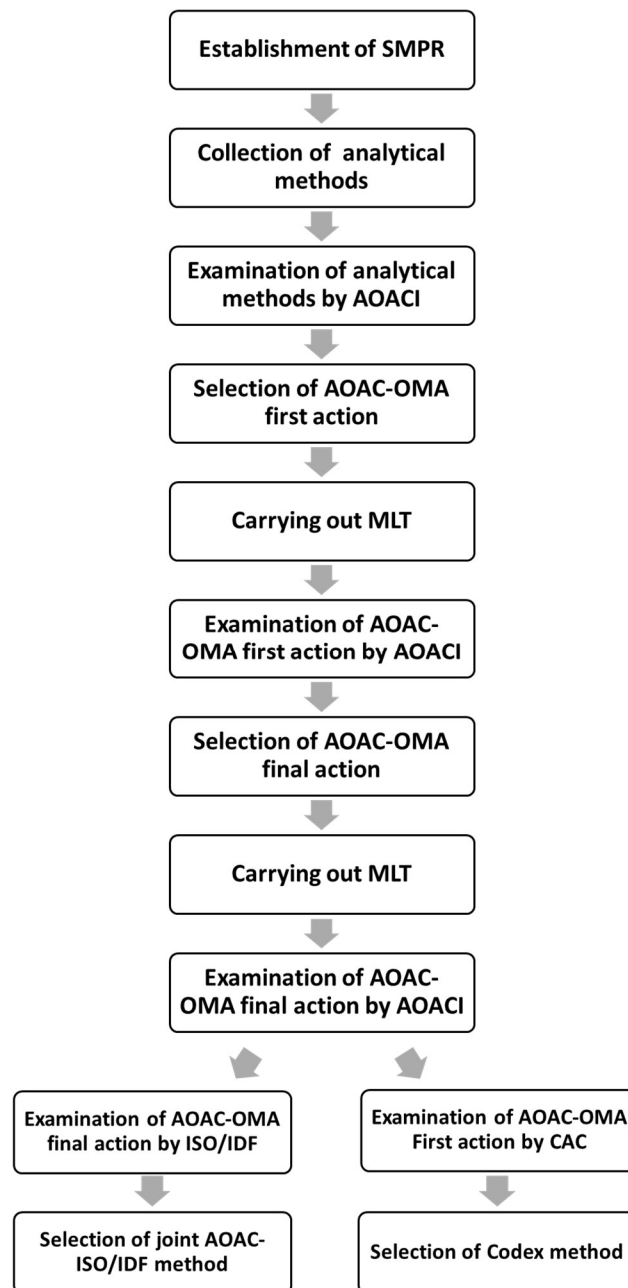 Establishment of SMPR
Collection of analytical
methods
Examination of analytical
methods by AOACI
Selection of AOAC-OMA
first action
Carrying out MLT
Examination of AOAC-
OMA first action by AOACI
Selection of AOAC-OMA
final action
Carrying out MLT
Examination of AOAC-
OMA final action by AOACI
Examination of AOAC-OMA
final action by ISO/IDF
Examination of AOAC-OMA
First action by CAC
Selection of joint AOAC-
ISO/IDF method
Selection of Codex method